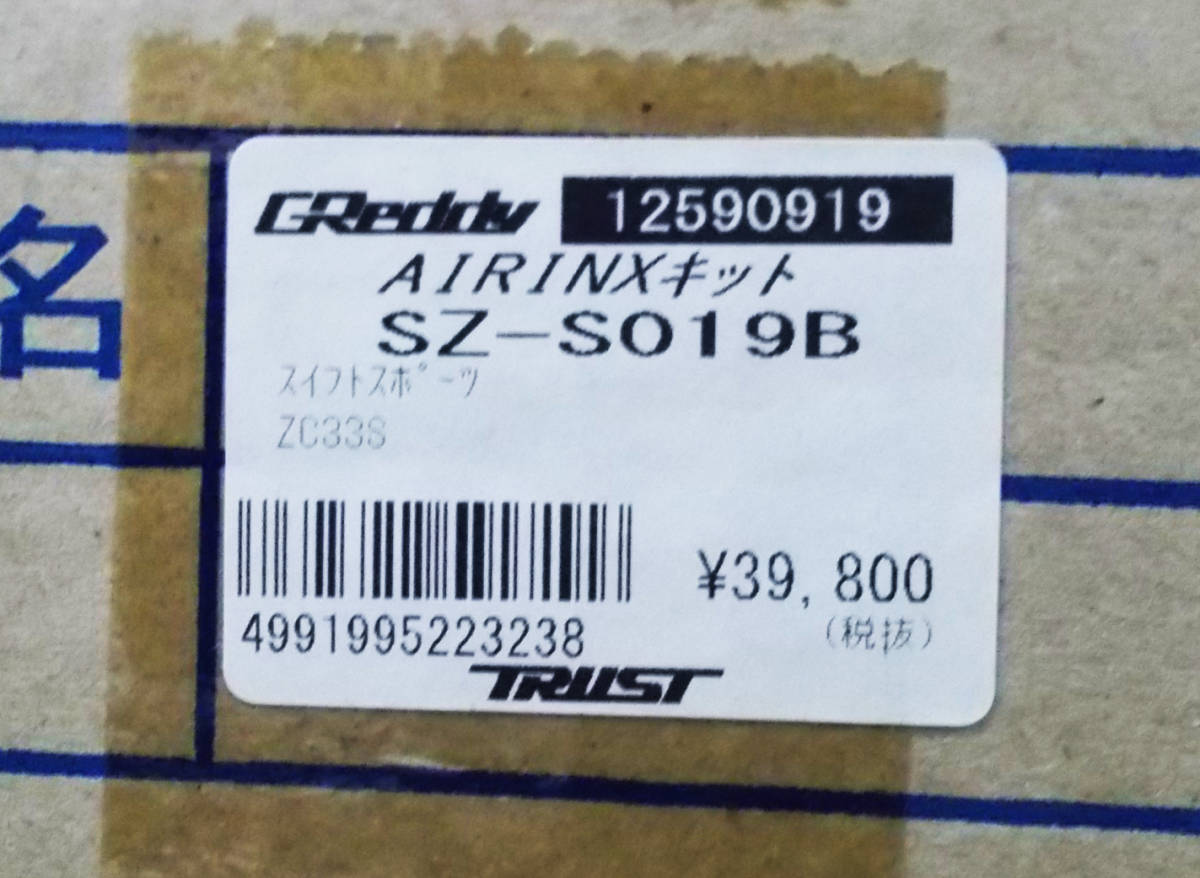 名
GReddy 12590919
AIRINXキット
SZ-S019B
ｽｲﾌﾄｽﾎﾟｰﾂ
ZC33S
¥39,800
(税抜)
4991995223238
TRUST